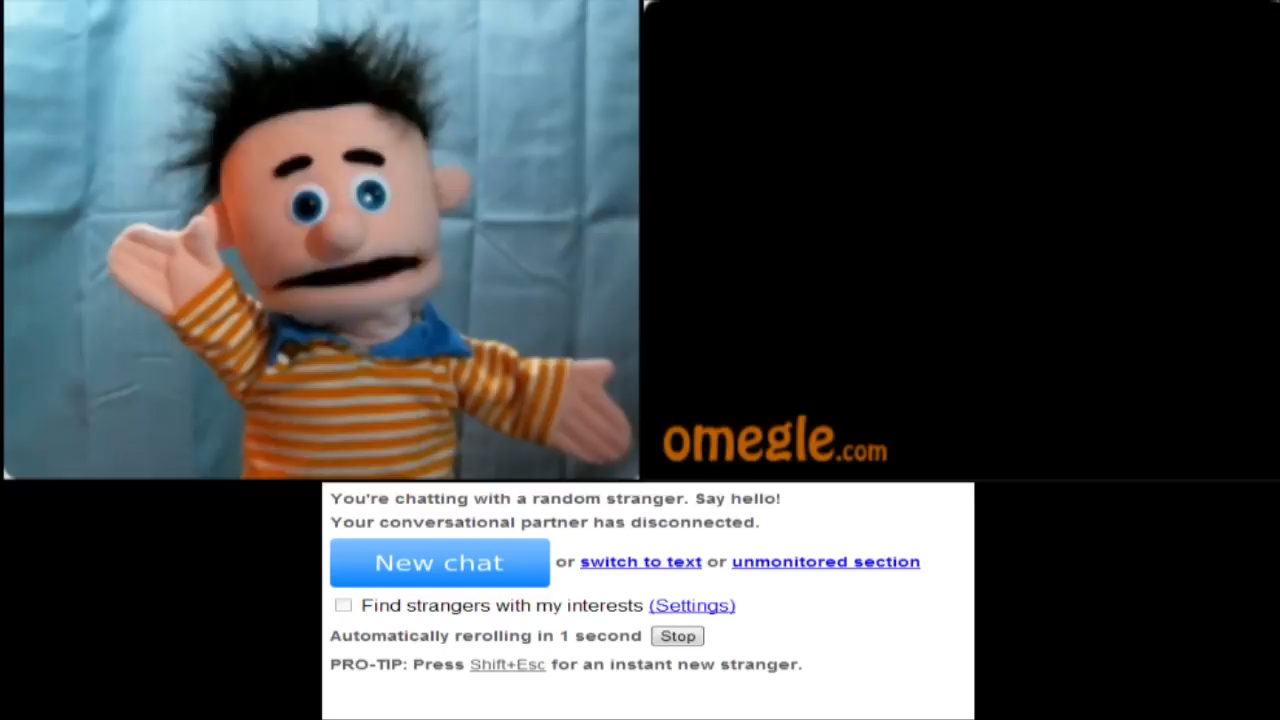 omegle.com
You're chatting with a random stranger. Say hello!
Your conversational partner has disconnected.
New chat or switch to text or unmonitored section
Find strangers with my interests (Settings)
Automatically rerolling in 1 second Stop
PRO-TIP: Press Shift+Esc for an instant new stranger.